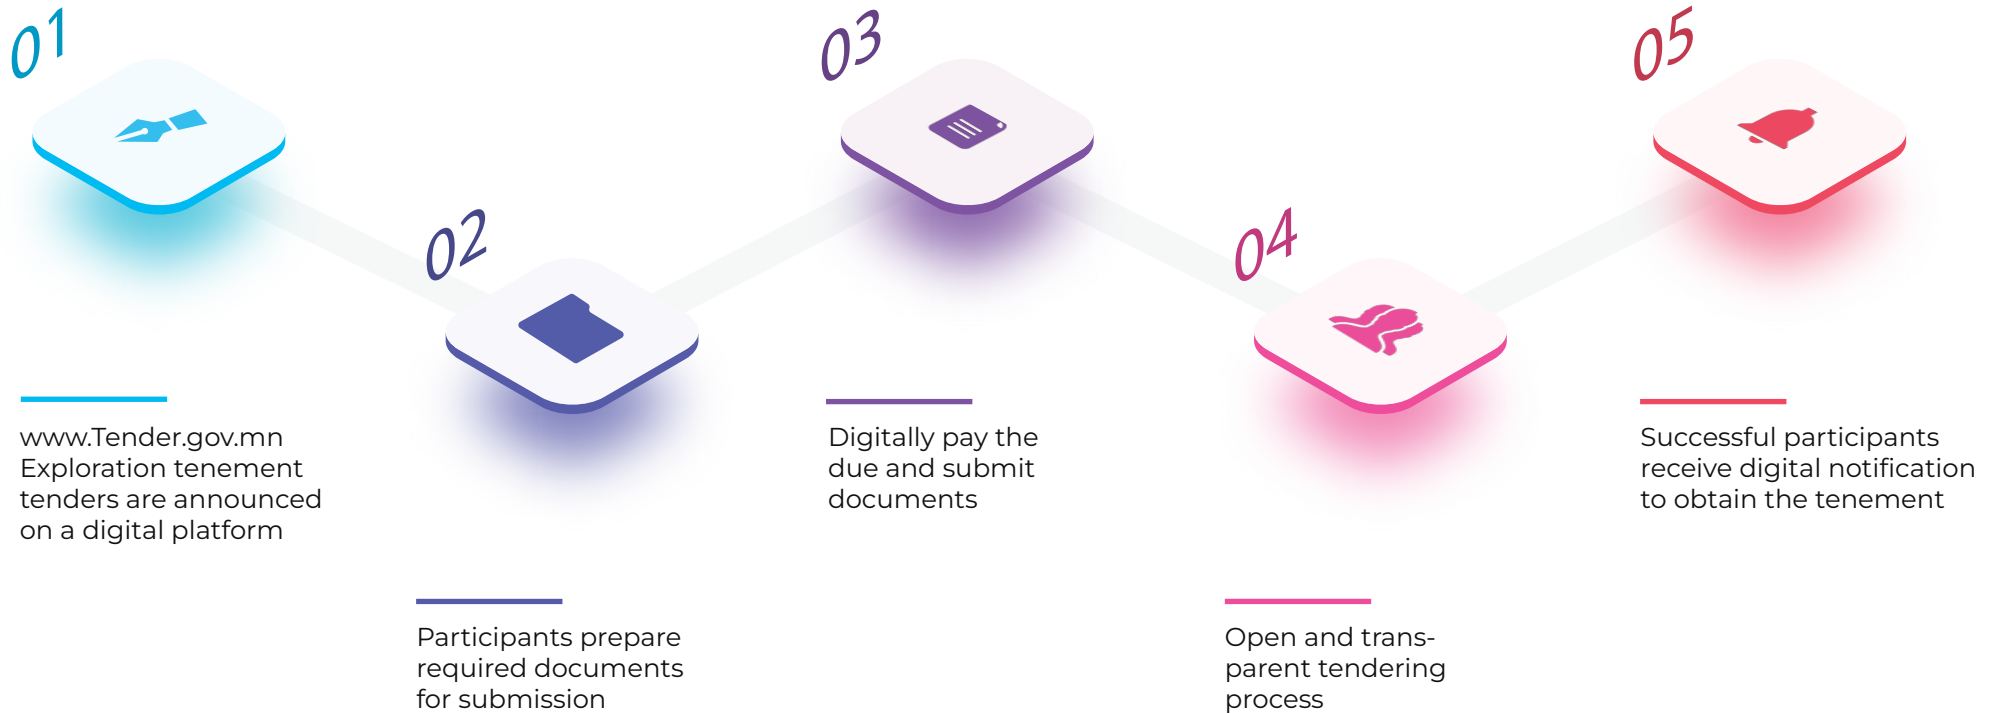 01
www.Tender.gov.mn
Exploration tenement
tenders are announced
on a digital platform
02
Participants prepare
required documents
for submission
03
Digitally pay the
due and submit
documents
04
Open and trans-
parent tendering
process
05
Successful participants
receive digital notification
to obtain the tenement